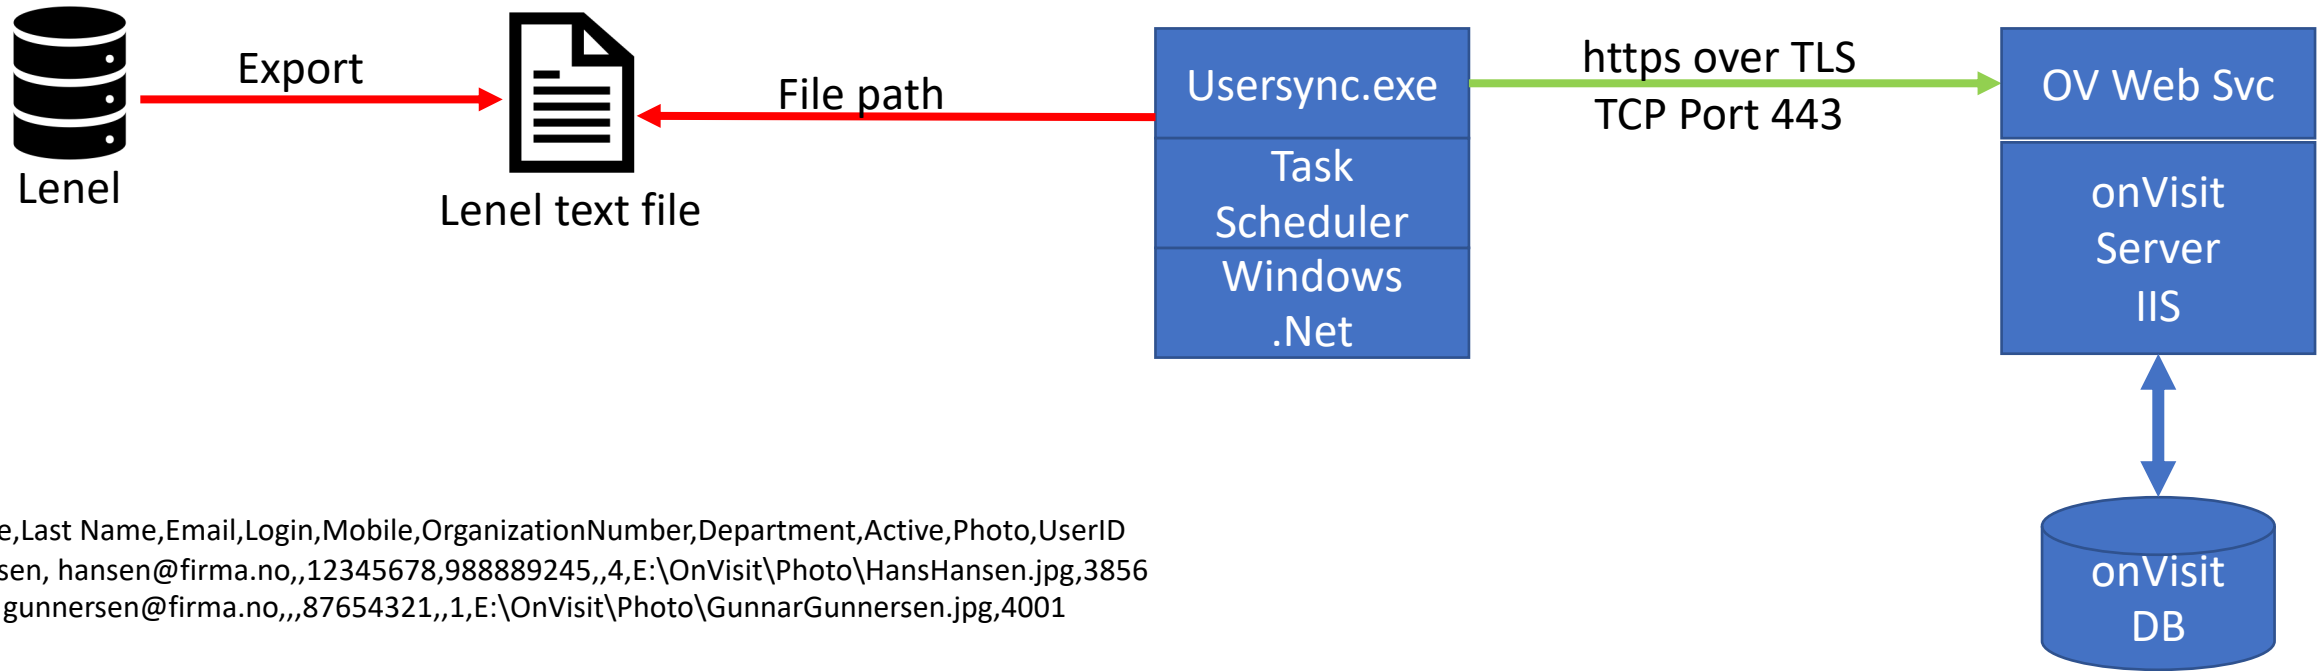 Lenel
Export
Lenel text file
File path
Usersync.exe
Task
Scheduler
Windows
.Net
https over TLS
TCP Port 443
OV Web Svc
onVisit
Server
IIS
onVisit
DB
e,Last Name,Email,Login,Mobile,OrganizationNumber,Department,Active,Photo,UserID
sen, hansen@firma.no,,12345678,988889245,,4,E:\OnVisit\Photo\HansHansen.jpg,3856
gunnersen@firma.no,,,87654321,,1,E:\OnVisit\Photo\GunnarGunnersen.jpg,4001